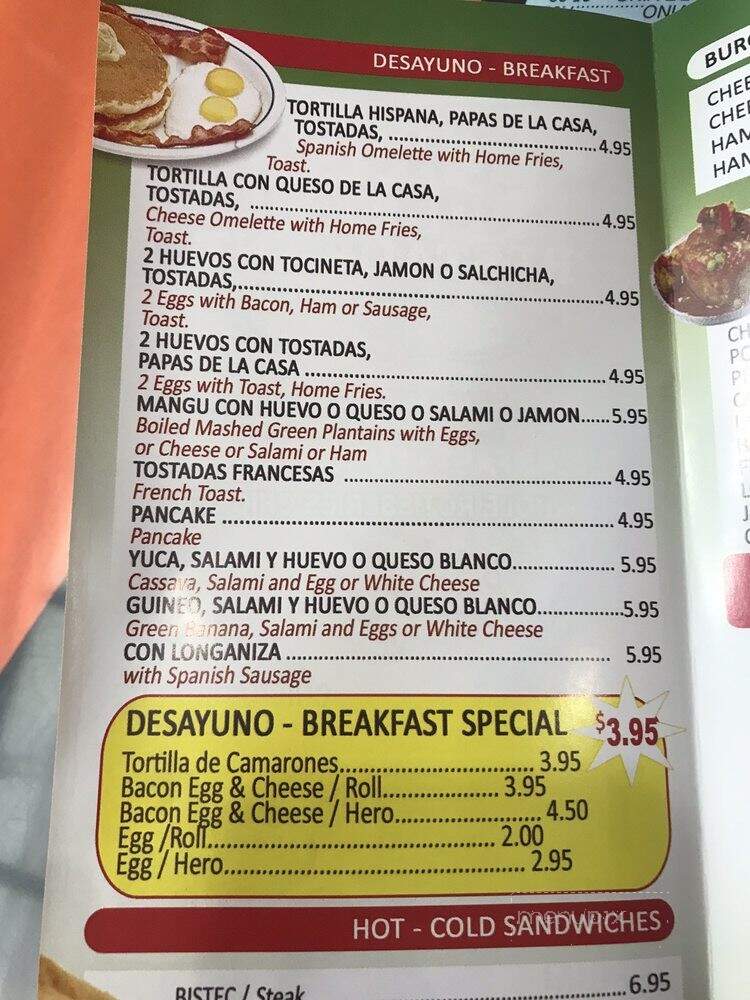 DESAYUNO - BREAKFAST
TORTILLA HISPANA, PAPAS DE LA CASA,
TOSTADAS, ........................................ 4.95
Spanish Omelette with Home Fries,
Toast.
TORTILLA CON QUESO DE LA CASA,
TOSTADAS, ........................................ 4.95
Cheese Omelette with Home Fries,
Toast.
2 HUEVOS CON TOCINETA, JAMON O SALCHICHA,
TOSTADAS,........................................ 4.95
2 Eggs with Bacon, Ham or Sausage,
Toast.
2 HUEVOS CON TOSTADAS,
PAPAS DE LA CASA ........................................ 4.95
2 Eggs with Toast, Home Fries.
MANGU CON HUEVO O QUESO O SALAMI O JAMON......5.95
Boiled Mashed Green Plantains with Eggs,
or Cheese or Salami or Ham
TOSTADAS FRANCESAS ........................................ 4.95
French Toast.
PANCAKE ........................................ 4.95
Pancake
YUCA, SALAMI Y HUEVO O QUESO BLANCO.................. 5.95
Cassava, Salami and Egg or White Cheese
GUINEO, SALAMI Y HUEVO O QUESO BLANCO...............5.95
Green Banana, Salami and Eggs or White Cheese
CON LONGANIZA ........................................ 5.95
with Spanish Sausage
DESAYUNO - BREAKFAST SPECIAL $3.95
Tortilla de Camarones.............................. 3.95
Bacon Egg & Cheese / Roll.................. 3.95
Bacon Egg & Cheese / Hero...................... 4.50
Egg /Roll........................................ 2.00
Egg / Hero........................................ 2.95
HOT - COLD SANDWICHES
menupix
BISTEC / Steak ........................................6.95